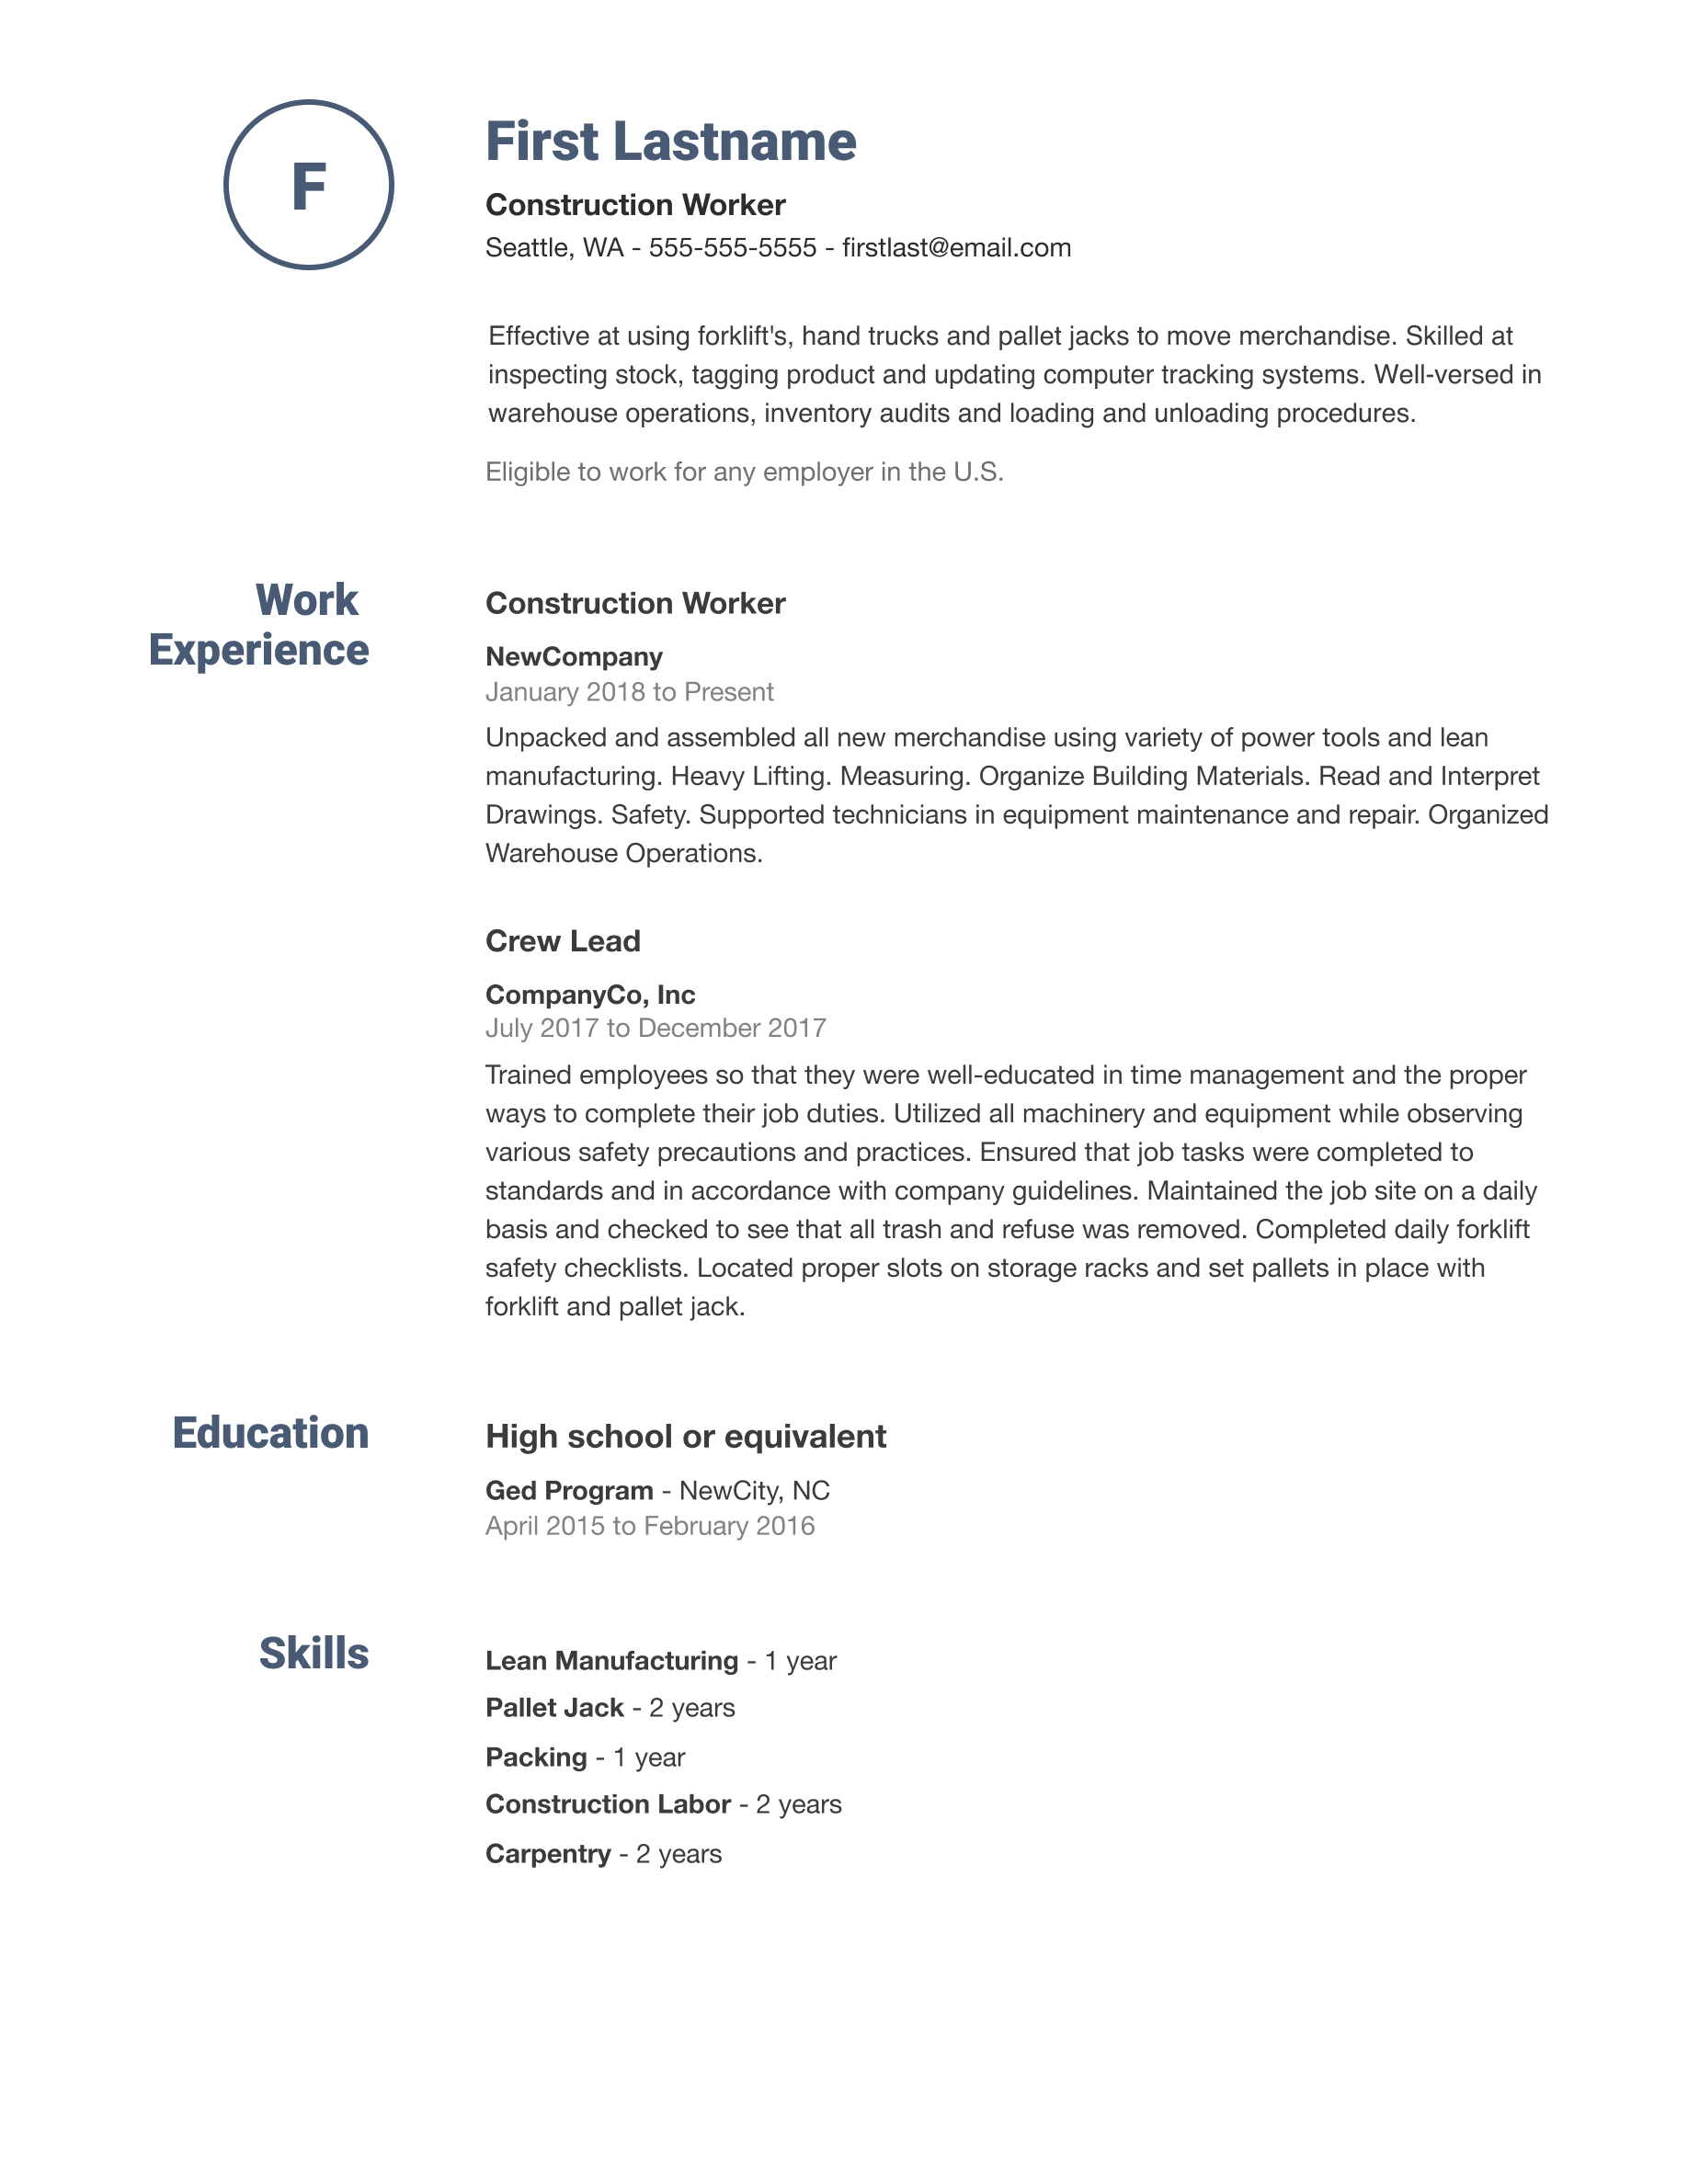 F
First Lastname
Construction Worker
Seattle, WA - 555-555-5555 - firstlast@email.com
Effective at using forklift's, hand trucks and pallet jacks to move merchandise. Skilled at
inspecting stock, tagging product and updating computer tracking systems. Well-versed in
warehouse operations, inventory audits and loading and unloading procedures.
Eligible to work for any employer in the U.S.
Work
Experience
Construction Worker
NewCompany
January 2018 to Present
Unpacked and assembled all new merchandise using variety of power tools and lean
manufacturing. Heavy Lifting. Measuring. Organize Building Materials. Read and Interpret
Drawings. Safety. Supported technicians in equipment maintenance and repair. Organized
Warehouse Operations.
Crew Lead
CompanyCo, Inc
July 2017 to December 2017
Trained employees so that they were well-educated in time management and the proper
ways to complete their job duties. Utilized all machinery and equipment while observing
various safety precautions and practices. Ensured that job tasks were completed to
standards and in accordance with company guidelines. Maintained the job site on a daily
basis and checked to see that all trash and refuse was removed. Completed daily forklift
safety checklists. Located proper slots on storage racks and set pallets in place with
forklift and pallet jack.
Education
High school or equivalent
Ged Program - NewCity, NC
April 2015 to February 2016
Skills
Lean Manufacturing - 1 year
Pallet Jack - 2 years
Packing - 1 year
Construction Labor - 2 years
Carpentry - 2 years